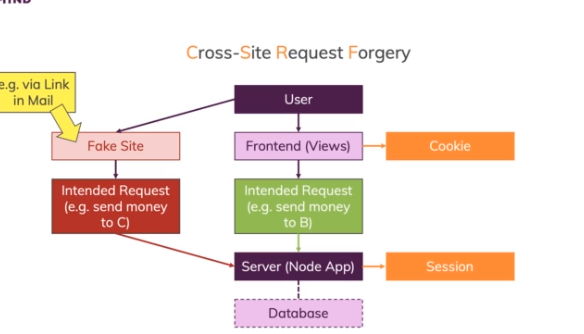 Cross-Site Request Forgery
e.g. via Link
in Mail
User
Fake Site
Frontend (Views)
Cookie
Intended Request
(e.g. send money
to C)
Intended Request
(e.g. send money
to B)
Server (Node App)
Session
Database